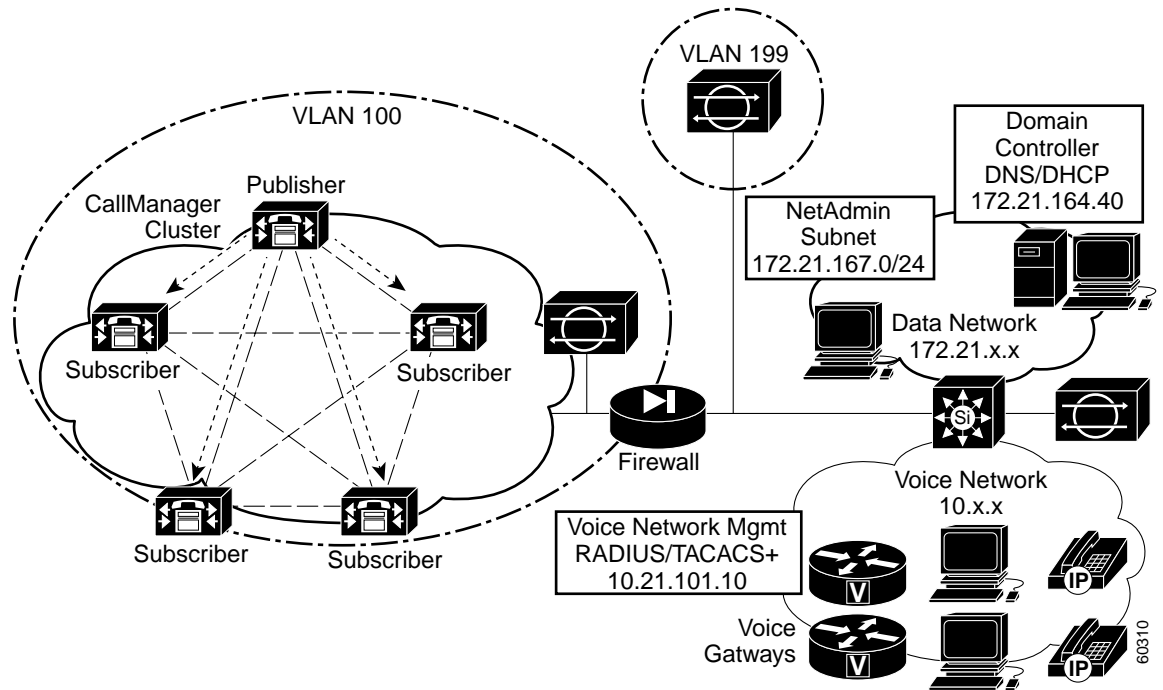 VLAN 199
VLAN 100
Domain
Controller
DNS/DHCP
172.21.164.40
Publisher
CallManager
Cluster
NetAdmin
Subnet
172.21.167.0/24
Data Network
172.21.x.x
Subscriber
Subscriber
Si
Firewall
Voice Network
10.x.x
Voice Network Mgmt
RADIUS/TACACS+
10.21.101.10
Subscriber
Subscriber
IP
V
Voice
Gatways
V
IP
60310